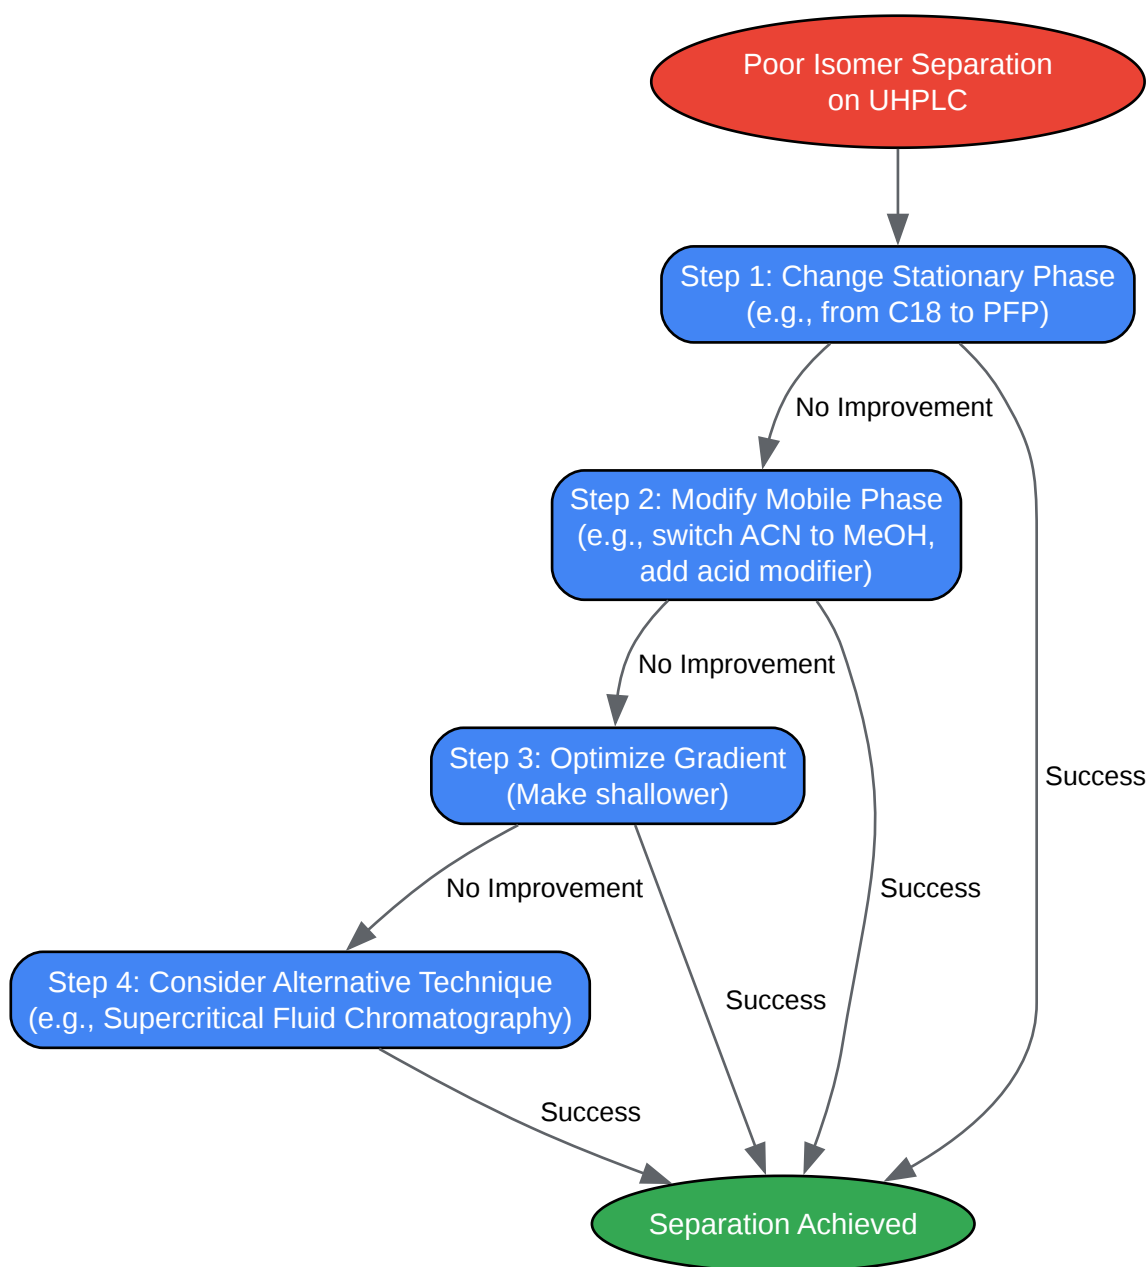 Poor Isomer Separation
on UHPLC
Step 1: Change Stationary Phase
(e.g., from C18 to PFP)
No Improvement
Step 2: Modify Mobile Phase
(e.g., switch ACN to MeOH,
add acid modifier)
No Improvement
Step 3: Optimize Gradient
(Make shallower)
Success
No Improvement
Success
Step 4: Consider Alternative Technique
(e.g., Supercritical Fluid Chromatography)
Success
Success
Separation Achieved